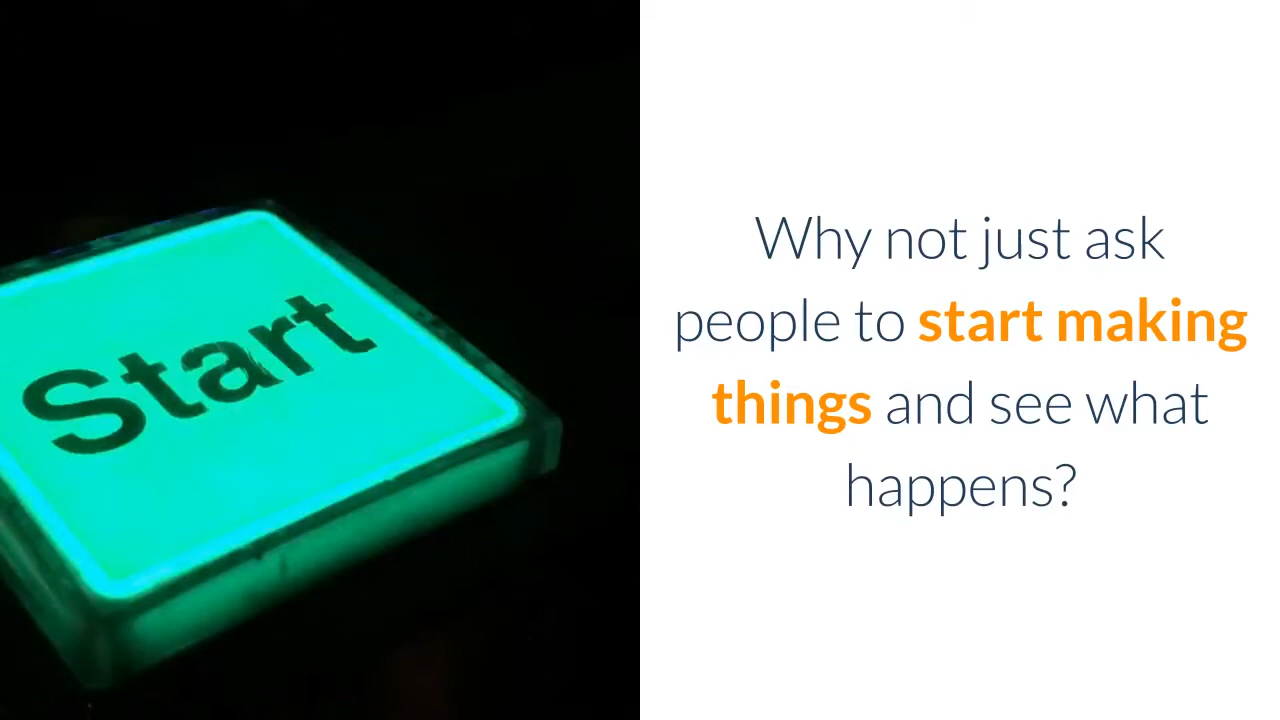 Start
Why not just ask
people to start making
things and see what
happens?